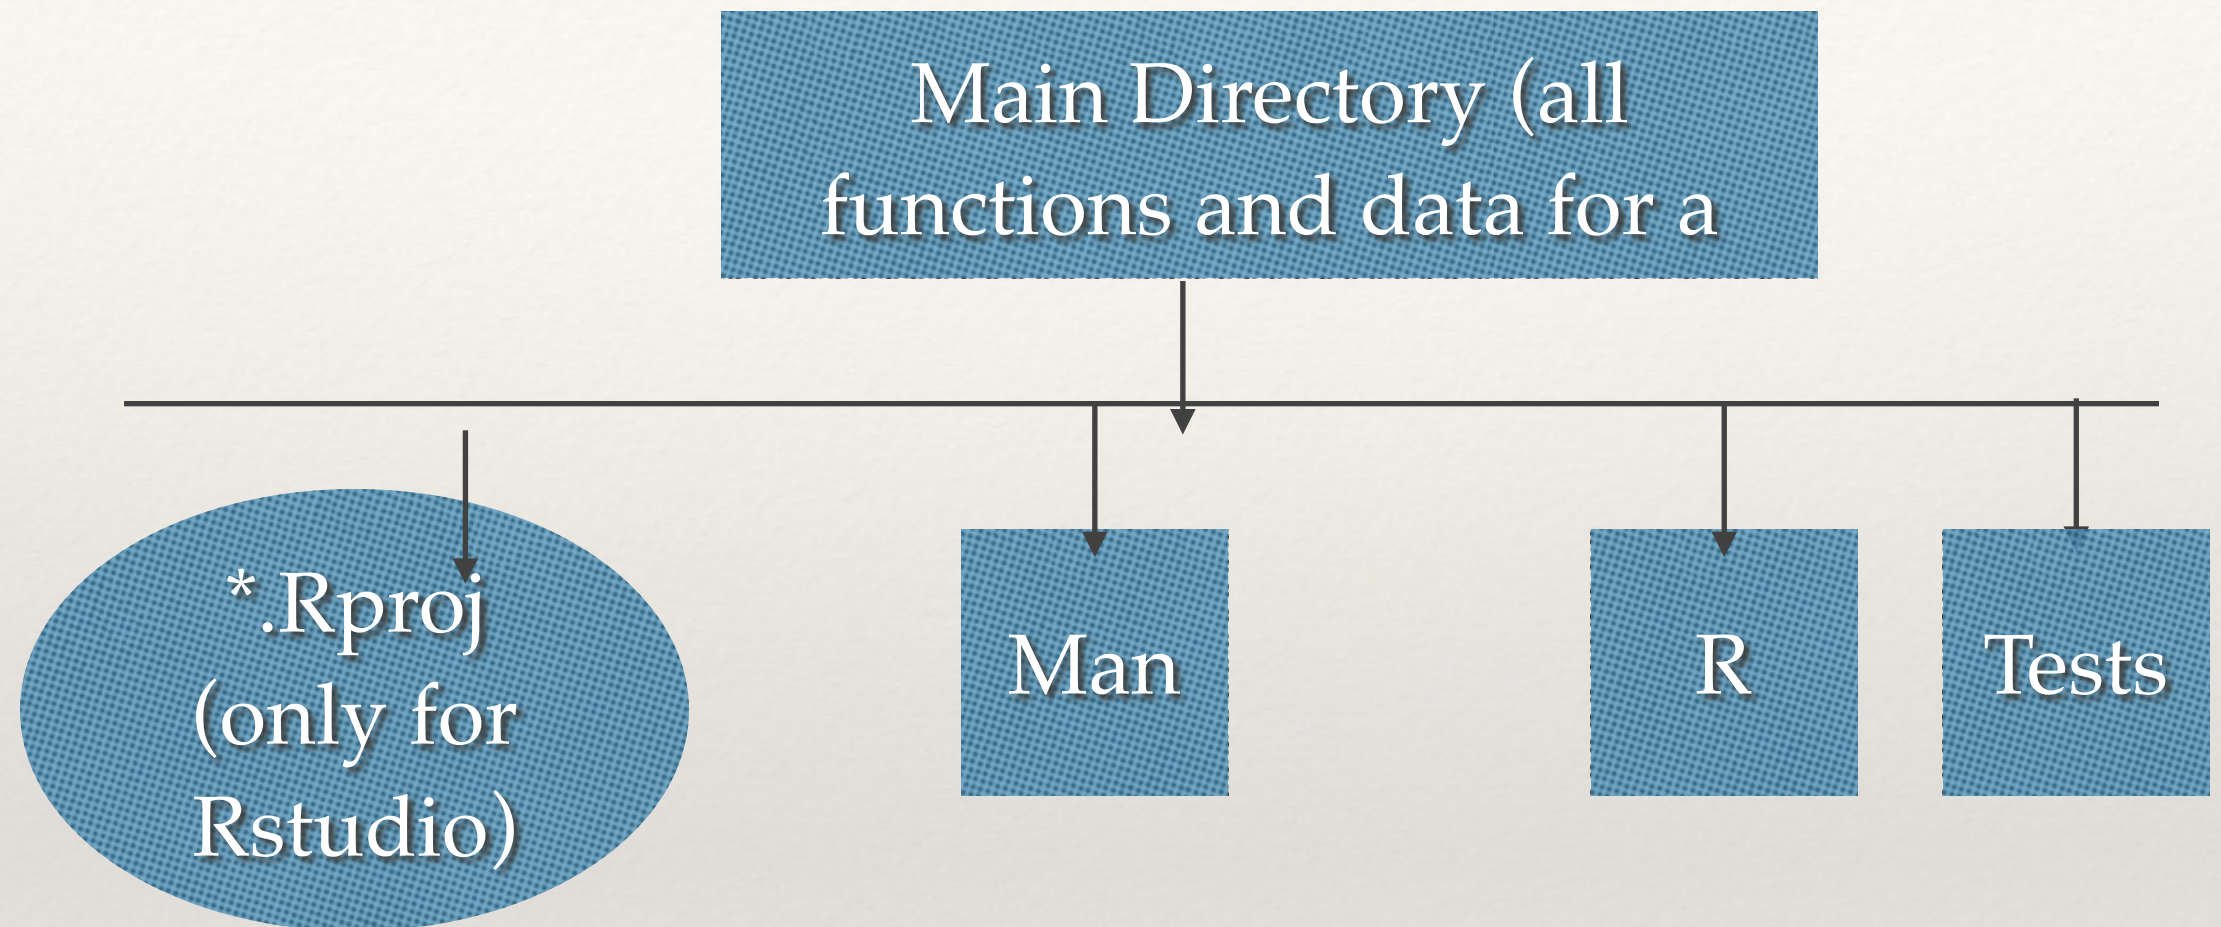 Main Directory (all
functions and data for a
*.Rproj
(only for
Rstudio)
Man
R
Tests